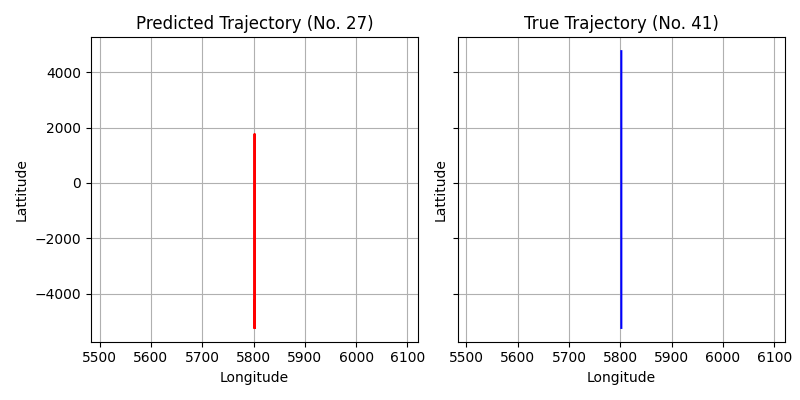 Predicted Trajectory (No. 27)
4000
2000
0
−2000
−4000
Lattitude
5500 5600 5700 5800 5900 6000 6100
Longitude
True Trajectory (No. 41)
Lattitude
5500 5600 5700 5800 5900 6000 6100
Longitude